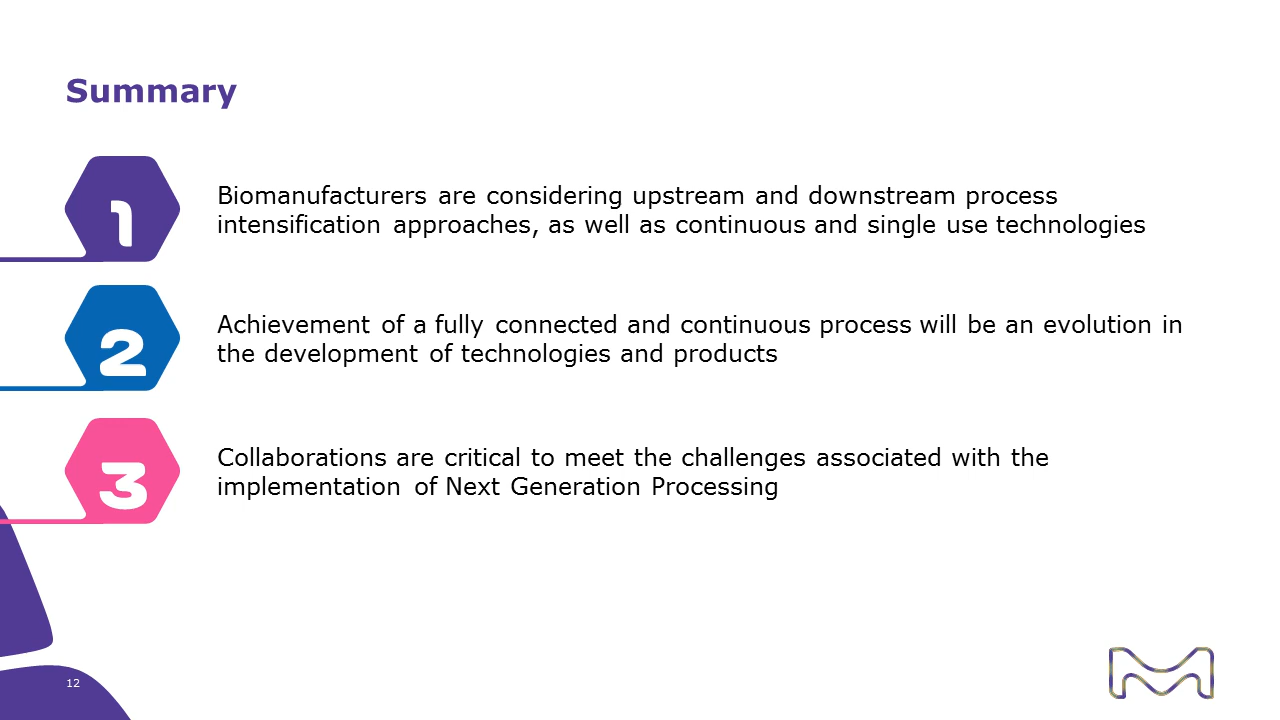 Summary
1
Biomanufacturers are considering upstream and downstream process
intensification approaches, as well as continuous and single use technologies
2
Achievement of a fully connected and continuous process will be an evolution in
the development of technologies and products
3
Collaborations are critical to meet the challenges associated with the
implementation of Next Generation Processing
12
M